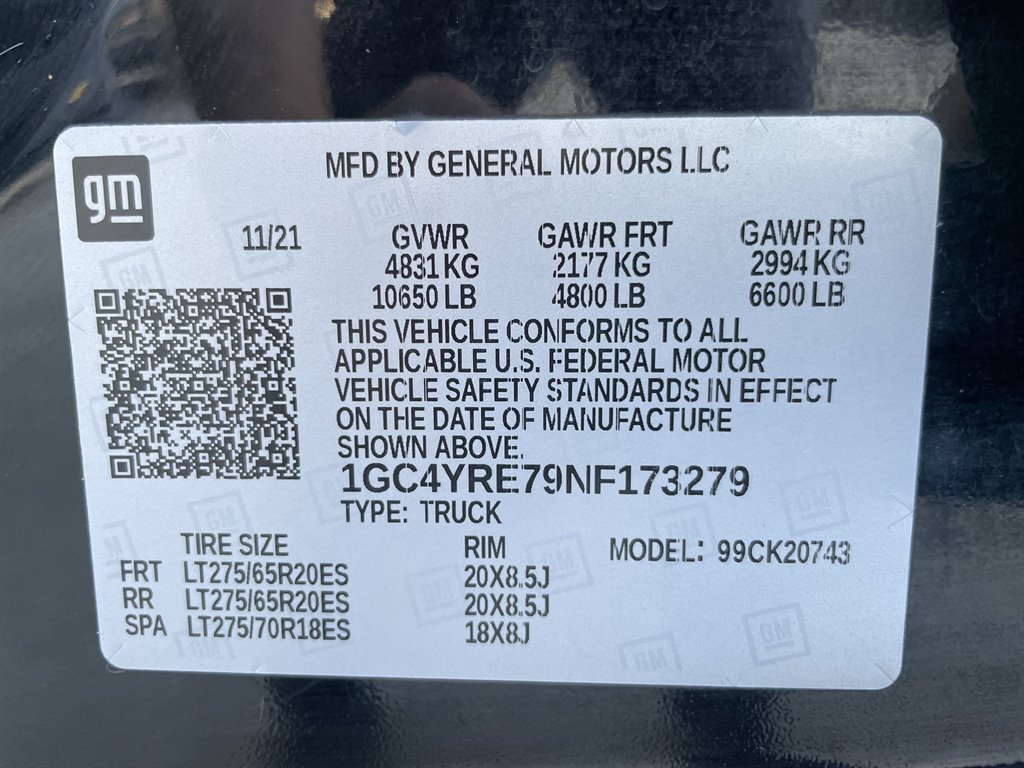 MFD BY GENERAL MOTORS LLC
gm
11/21 GVWR GAWR FRT GAWR RR
4831 KG 2177 KG 2994 KG
10650 LB 4800 LB 6600 LB
THIS VEHICLE CONFORMS TO ALL
APPLICABLE U.S. FEDERAL MOTOR
VEHICLE SAFETY STANDARDS IN EFFECT
ON THE DATE OF MANUFACTURE
SHOWN ABOVE.
1GC4YRE79NF173279
TYPE: TRUCK
TIRE SIZE RIM MODEL: 99CK20743
FRT LT275/65R20ES 20X8.5J
RR LT275/65R20ES 20X8.5J
SPA LT275/70R18ES 18X8J